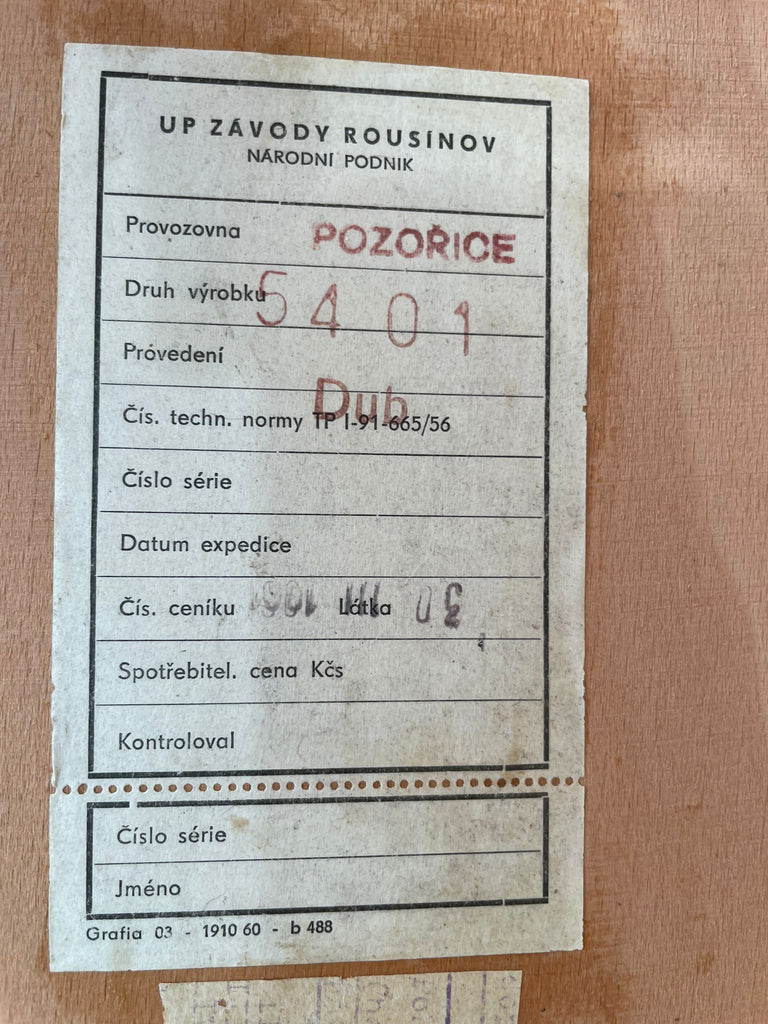 UP ZÁVODY ROUSÍNOV
NÁRODNÍ PODNIK
Provozovna POZOŘICE
Druh výrobku 5401
Provedení Dub
Čís. techn. normy TP I-91-665/56
Číslo série
Datum expedice
Čís. ceníku Látka
Spotřebitel. cena Kčs
Kontroloval
Číslo série
Jméno
Grafia 03 - 1910 60 - b 488